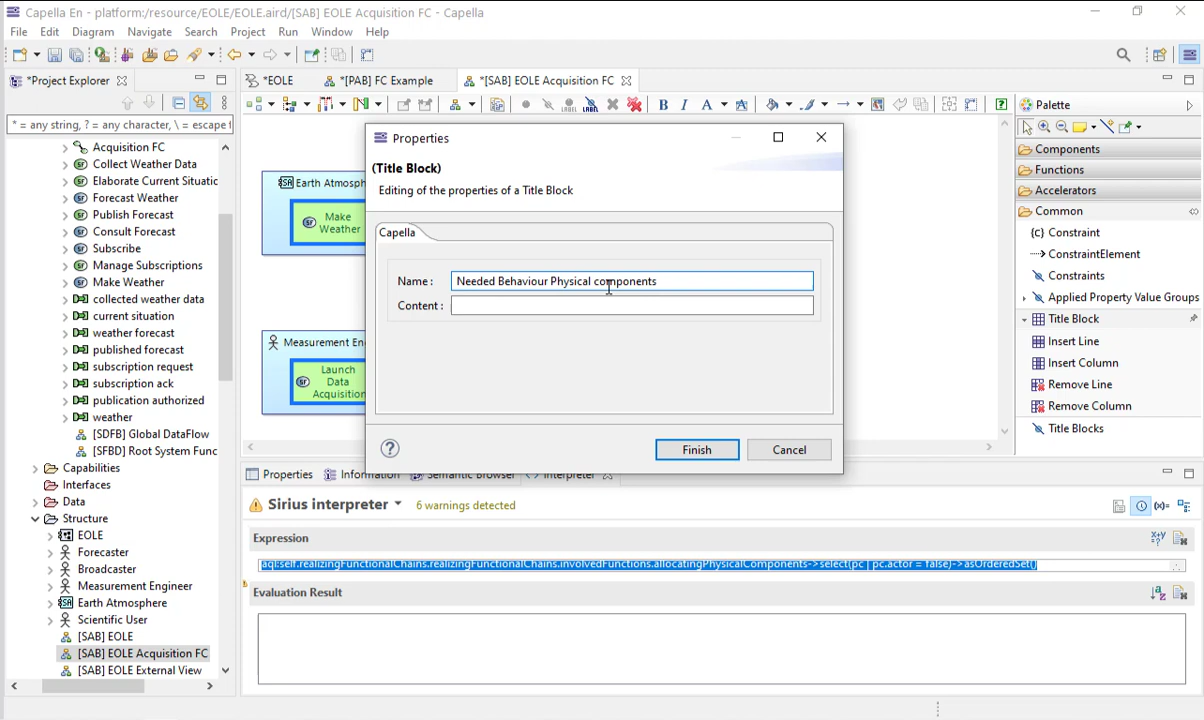 Capella En - platform:/resource/EOLE/EOLE.aird/[SAB] EOLE Acquisition FC - Capella
File Edit Diagram Navigate Search Project Run Window Help
*Project Explorer
*EOLE
*[PAB] FC Example
*[SAB] EOLE Acquisition FC
* = any string, ? = any character, \ = escape f
Acquisition FC
Collect Weather Data
Elaborate Current Situatic
Forecast Weather
Publish Forecast
Consult Forecast
Subscribe
Manage Subscriptions
Make Weather
collected weather data
current situation
weather forecast
published forecast
subscription request
subscription ack
publication authorized
weather
[SDFB] Global DataFlow
[SFBD] Root System Func
Capabilities
Interfaces
Data
Structure
EOLE
Forecaster
Broadcaster
Measurement Engineer
Earth Atmosphere
Scientific User
[SAB] EOLE
[SAB] EOLE Acquisition FC
[SAB] EOLE External View
Earth Atmosph
Make
Weather
Measurement En
Launch
Data
Acquisition
Properties
(Title Block)
Editing of the properties of a Title Block
Capella
Name :
Needed Behaviour Physical components
Content :
Finish
Cancel
Palette
Components
Functions
Accelerators
Common
{c} Constraint
ConstraintElement
Constraints
Applied Property Value Groups
Title Block
Insert Line
Insert Column
Remove Line
Remove Column
Title Blocks
Properties
Information
Semantic Browser
Interpreter
Sirius interpreter
6 warnings detected
Expression
aql:self.realizingFunctionalChains.realizingFunctionalChains.involvedFunctions.allocatingPhysicalComponents->select(pc | pc.actor = false)->asOrderedSet()
Evaluation Result